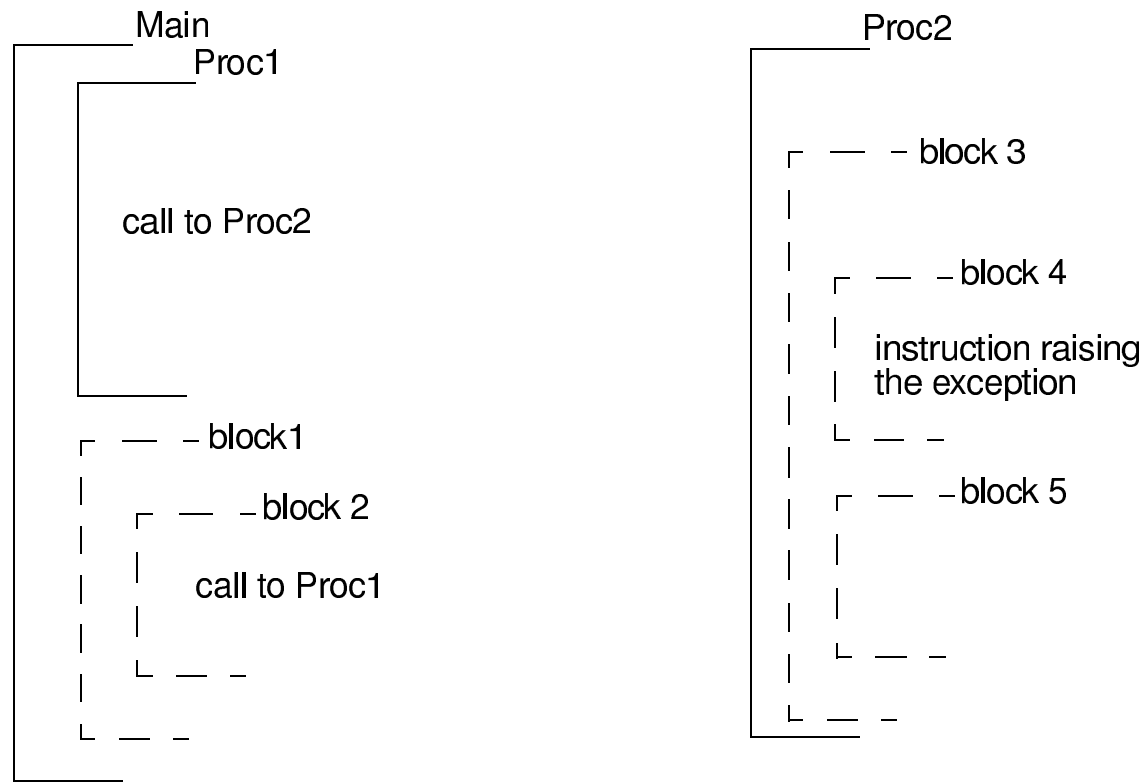 Main
Proc1
call to Proc2
block1
block 2
call to Proc1
Proc2
block 3
block 4
instruction raising
the exception
block 5